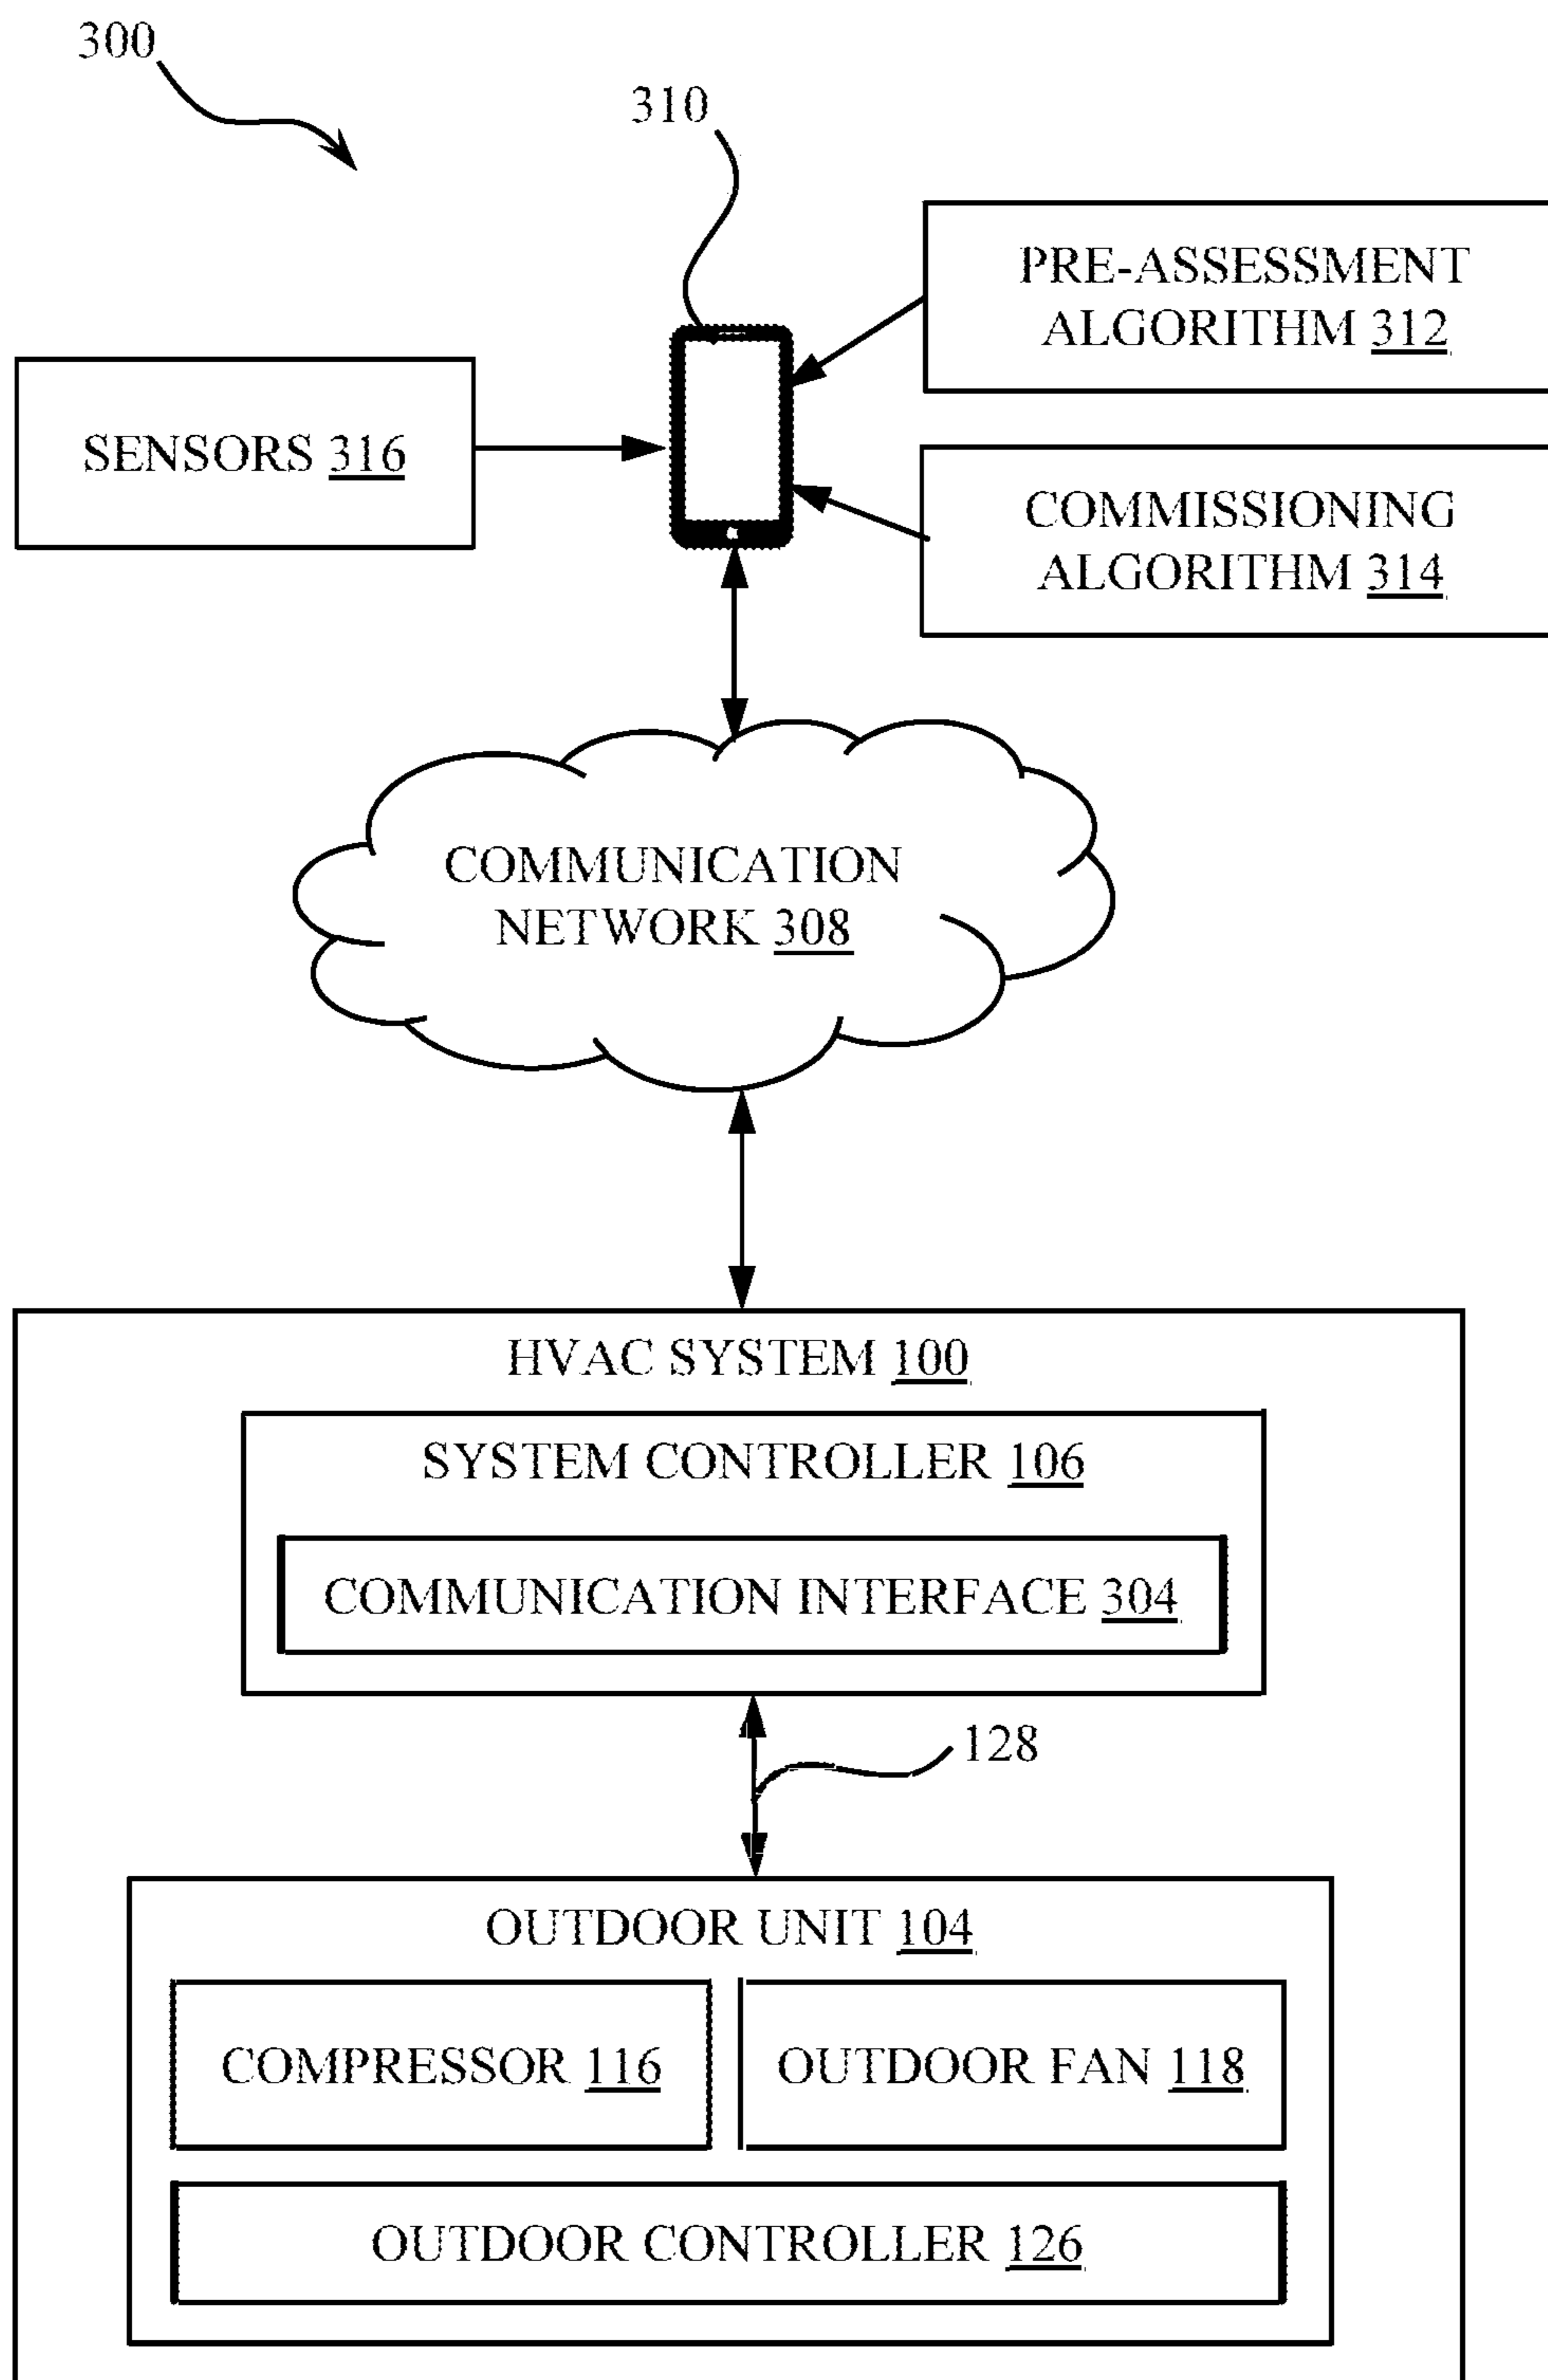 300
310
PRE-ASSESSMENT
ALGORITHM 312
SENSORS 316
COMMISSIONING
ALGORITHM 314
COMMUNICATION
NETWORK 308
HVAC SYSTEM 100
SYSTEM CONTROLLER 106
COMMUNICATION INTERFACE 304
128
OUTDOOR UNIT 104
COMPRESSOR 116
OUTDOOR FAN 118
OUTDOOR CONTROLLER 126